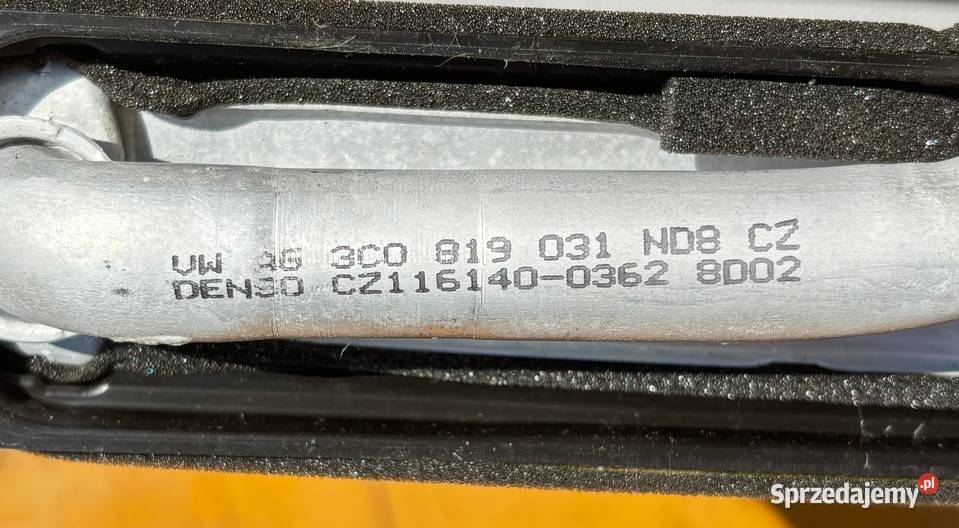 VW AG 3C0 819 031 ND8 CZ
DENSO CZ116140-0362 8D02
Sprzedajemy.pl